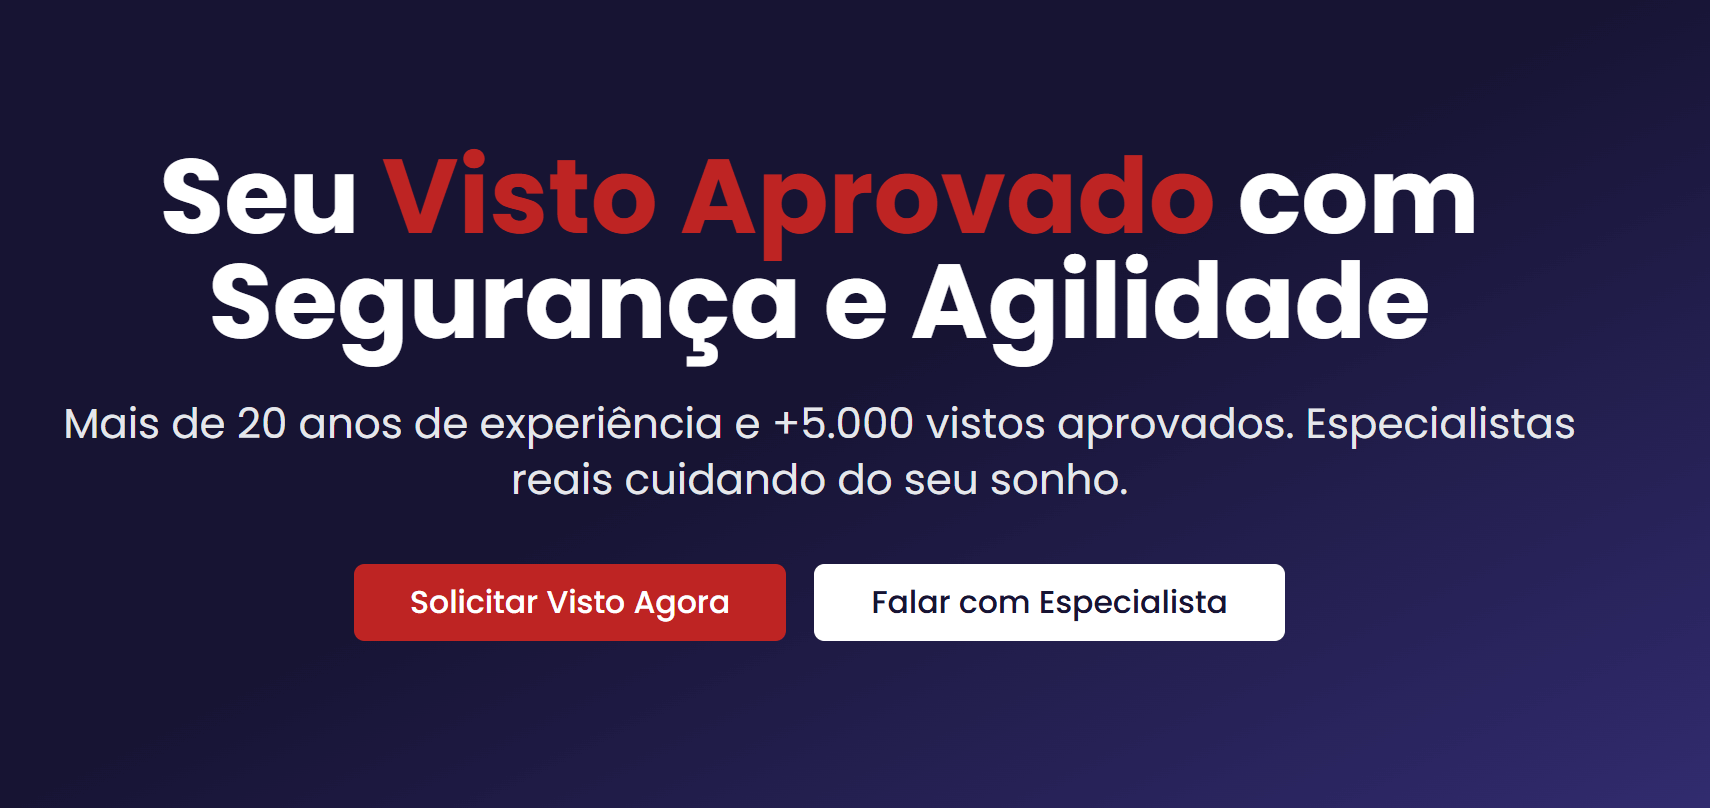 Seu Visto Aprovado com
Segurança e Agilidade
Mais de 20 anos de experiência e +5.000 vistos aprovados. Especialistas
reais cuidando do seu sonho.
Solicitar Visto Agora
Falar com Especialista